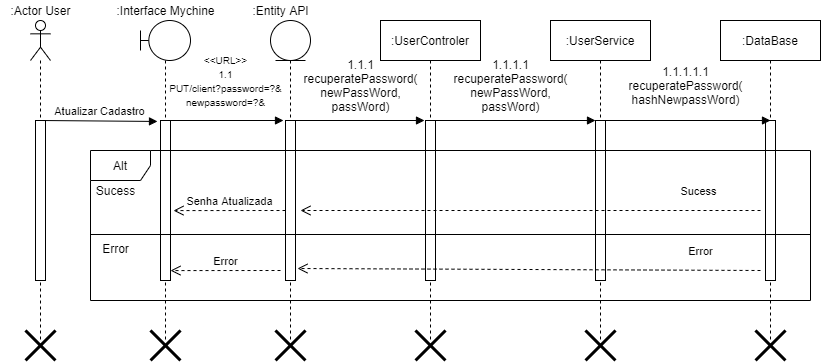 :Actor User
:Interface Mychine
:Entity API
:UserControler
:UserService
:DataBase
<<URL>>
1.1
PUT/client?password=?&
newpassword=?&
1.1.1
recuperatePassword(
newPassWord,
passWord)
1.1.1.1
recuperatePassword(
newPassWord,
passWord)
1.1.1.1.1
recuperatePassword(
hashNewpassWord)
Atualizar Cadastro
Alt
Sucess
Senha Atualizada
Sucess
Error
Error
Error